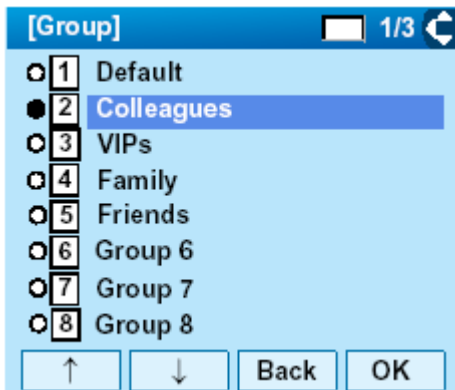 [Group] 1/3
1 Default
2 Colleagues
3 VIPs
4 Family
5 Friends
6 Group 6
7 Group 7
8 Group 8
↑ ↓ Back OK